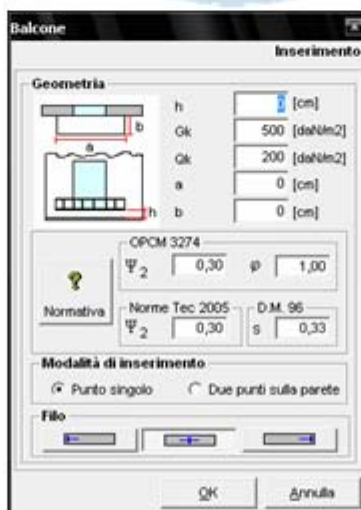 Balcone
Inserimento
Geometria
h 0 [cm]
Gk 500 [daN/m2]
Qk 200 [daN/m2]
a 0 [cm]
b 0 [cm]
b
a
h
?
Normativa
OPCM 3274
Ψ2 0,30 φ 1,00
Norme Tec 2005
Ψ2 0,30
D.M. 96
s 0,33
Modalità di inserimento
Punto singolo Due punti sulla parete
Filo
OK Annulla